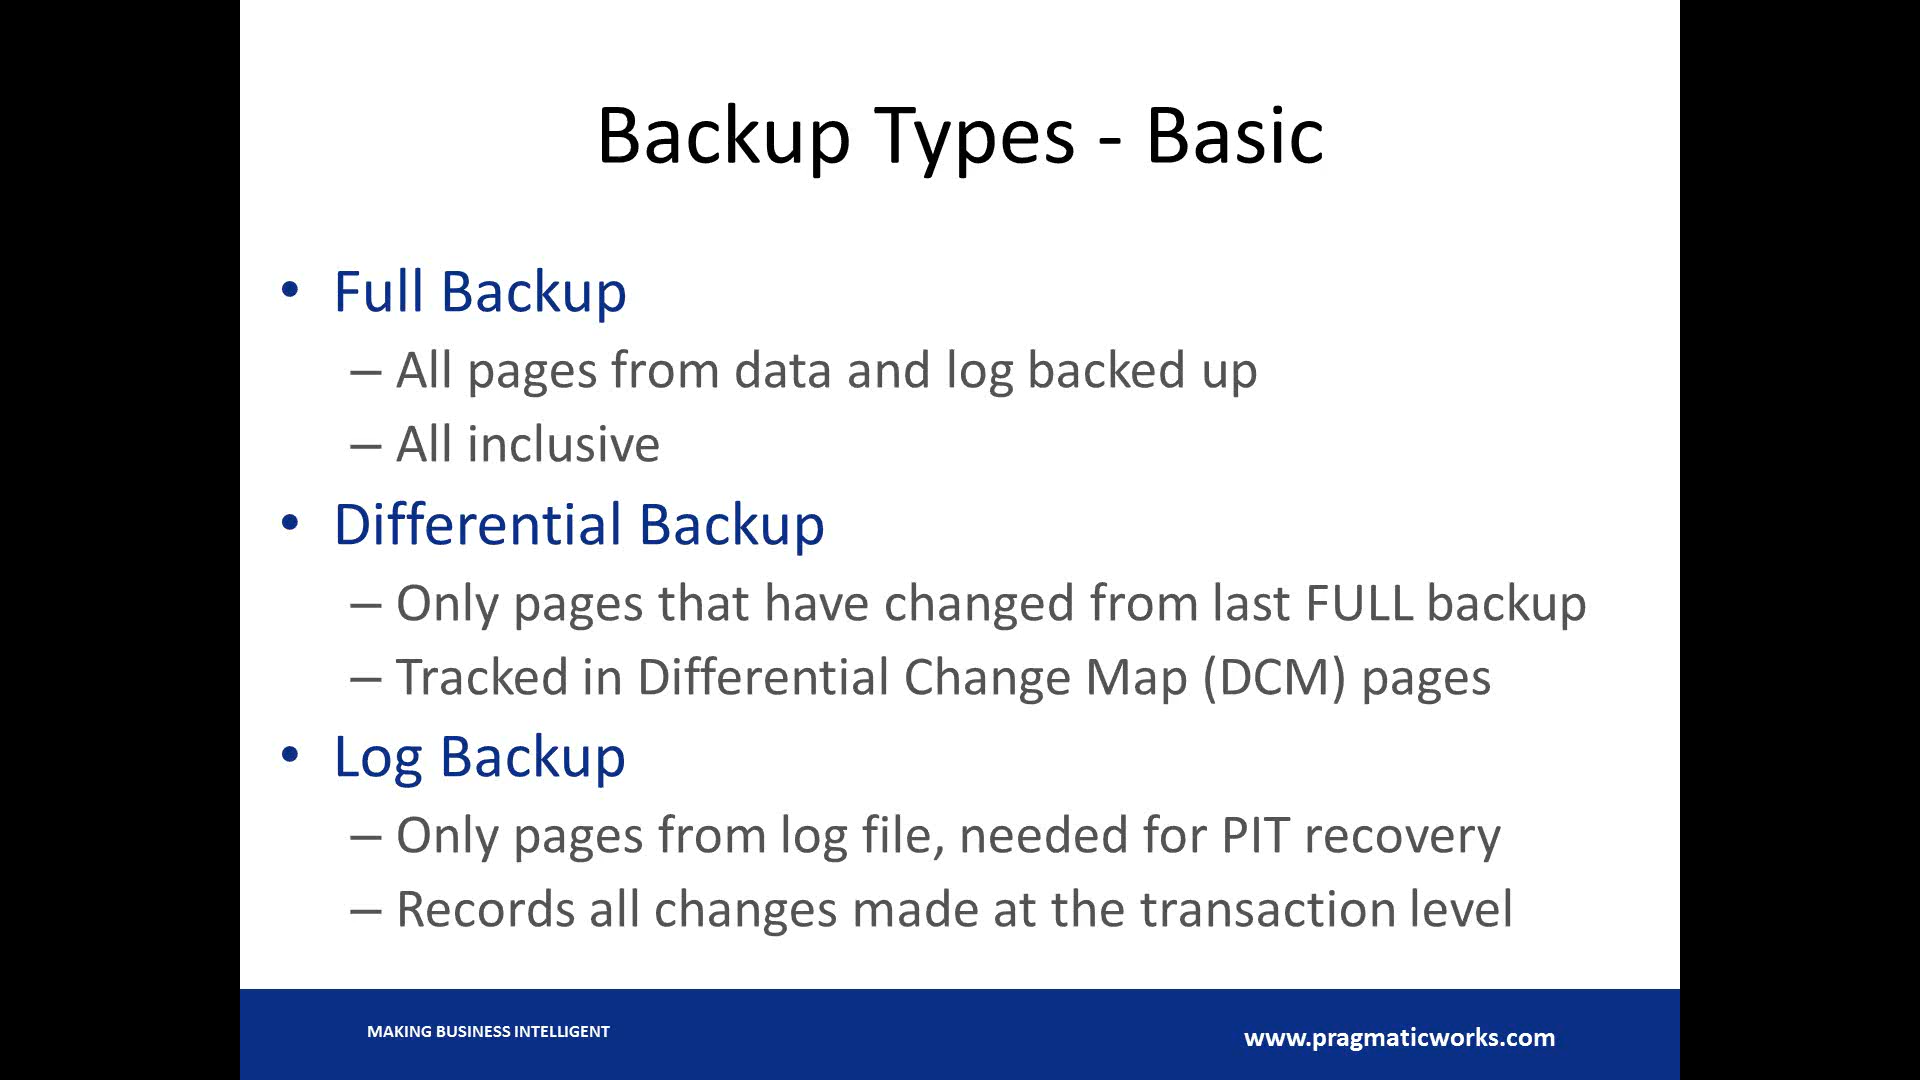 Backup Types - Basic
• Full Backup
– All pages from data and log backed up
– All inclusive
• Differential Backup
– Only pages that have changed from last FULL backup
– Tracked in Differential Change Map (DCM) pages
• Log Backup
– Only pages from log file, needed for PIT recovery
– Records all changes made at the transaction level
MAKING BUSINESS INTELLIGENT
www.pragmaticworks.com